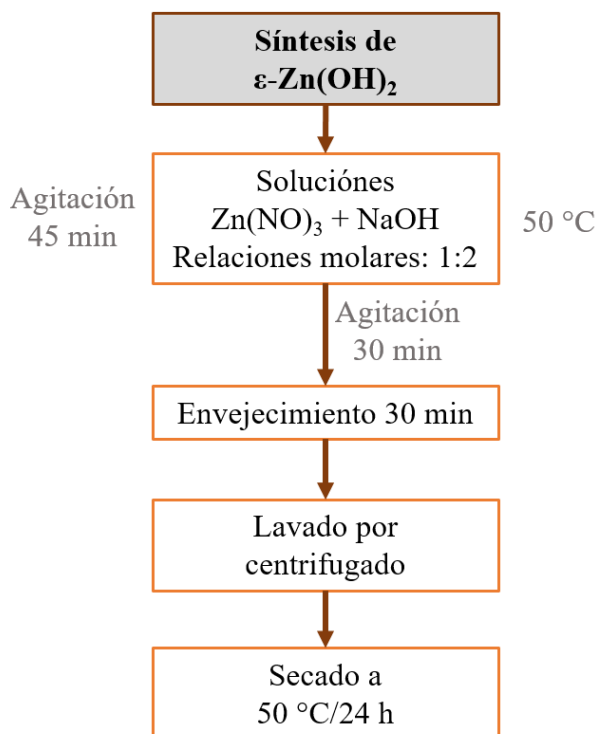 Síntesis de
ε-Zn(OH)₂
Agitación
45 min
Soluciónes
Zn(NO)₃ + NaOH
Relaciones molares: 1:2
50 °C
Agitación
30 min
Envejecimiento 30 min
Lavado por
centrifugado
Secado a
50 °C/24 h